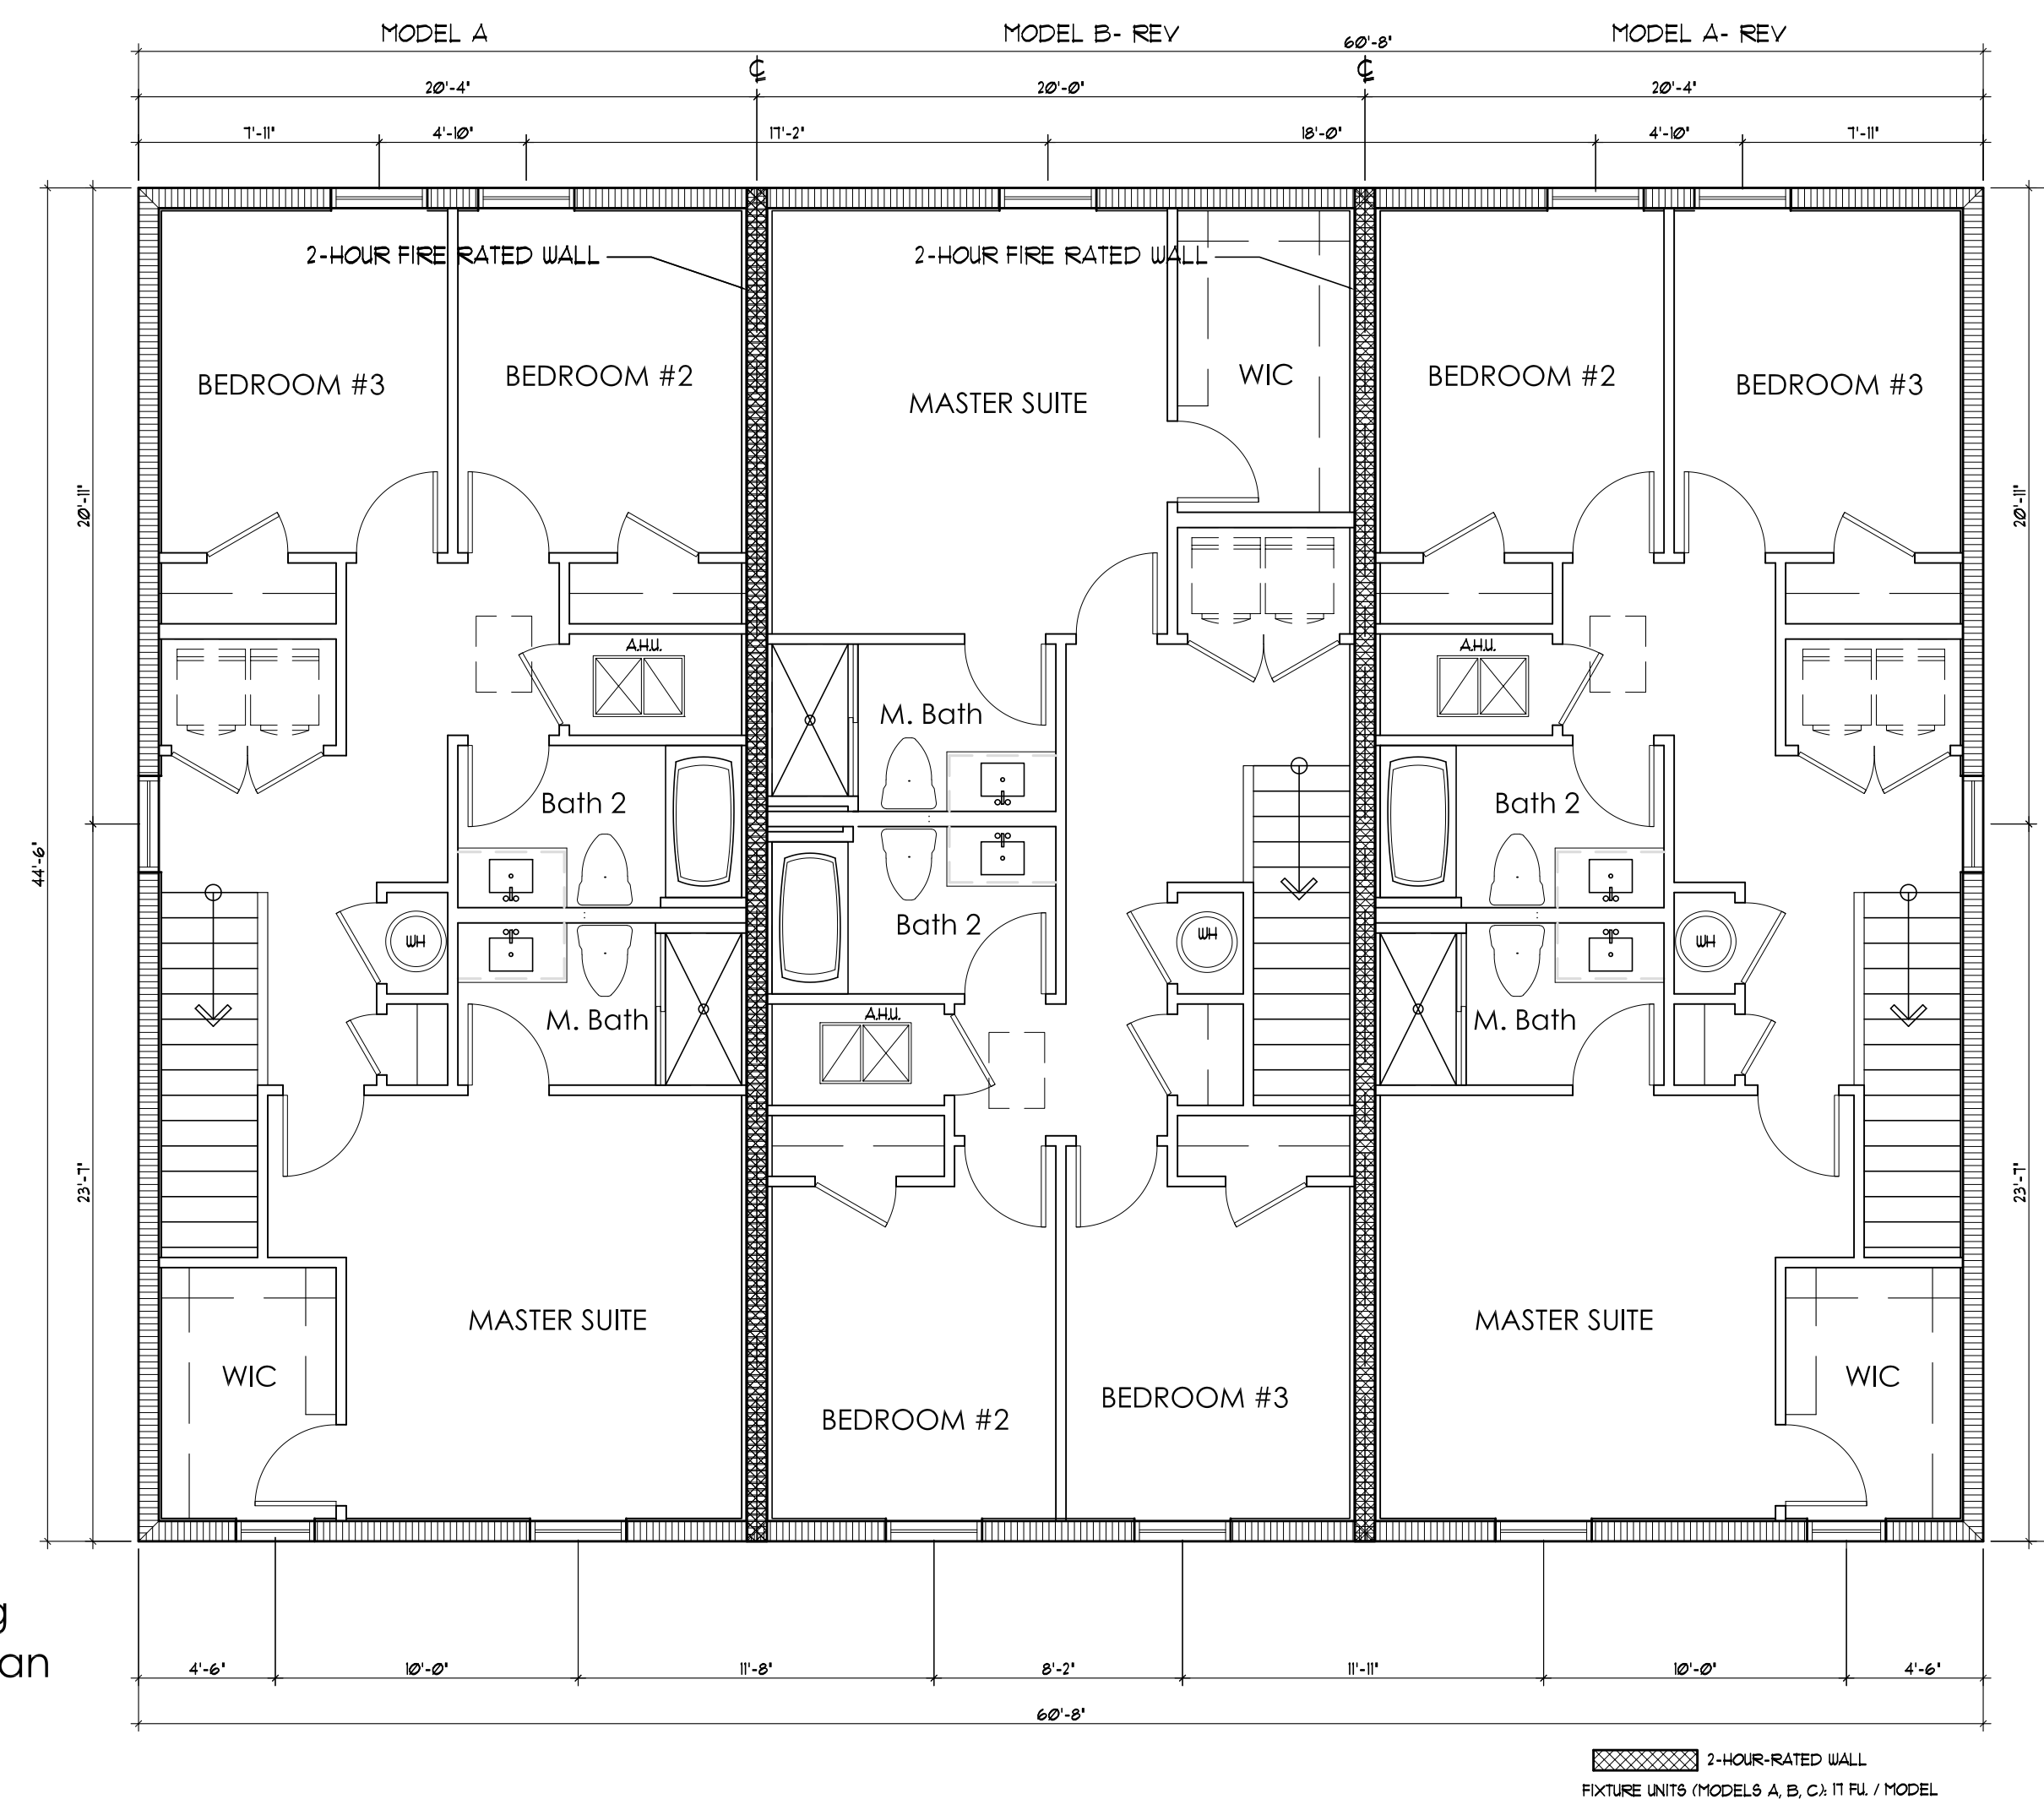 MODEL A
MODEL B- REV
MODEL A- REV
60'-8"
℄
℄
20'-4"
20'-0"
20'-4"
7'-11"
4'-10"
17'-2"
18'-0"
4'-10"
7'-11"
2-HOUR FIRE RATED WALL
2-HOUR FIRE RATED WALL
BEDROOM #3
BEDROOM #2
MASTER SUITE
WIC
BEDROOM #2
BEDROOM #3
20'-11"
20'-11"
A.H.U.
A.H.U.
M. Bath
Bath 2
Bath 2
44'-6"
Bath 2
WH
WH
WH
M. Bath
A.H.U.
M. Bath
23'-7"
23'-7"
MASTER SUITE
MASTER SUITE
WIC
WIC
BEDROOM #2
BEDROOM #3
g
an
4'-6"
10'-0"
11'-8"
8'-2"
11'-11"
10'-0"
4'-6"
60'-8"
2-HOUR-RATED WALL
FIXTURE UNITS (MODELS A, B, C): 17 FU. / MODEL